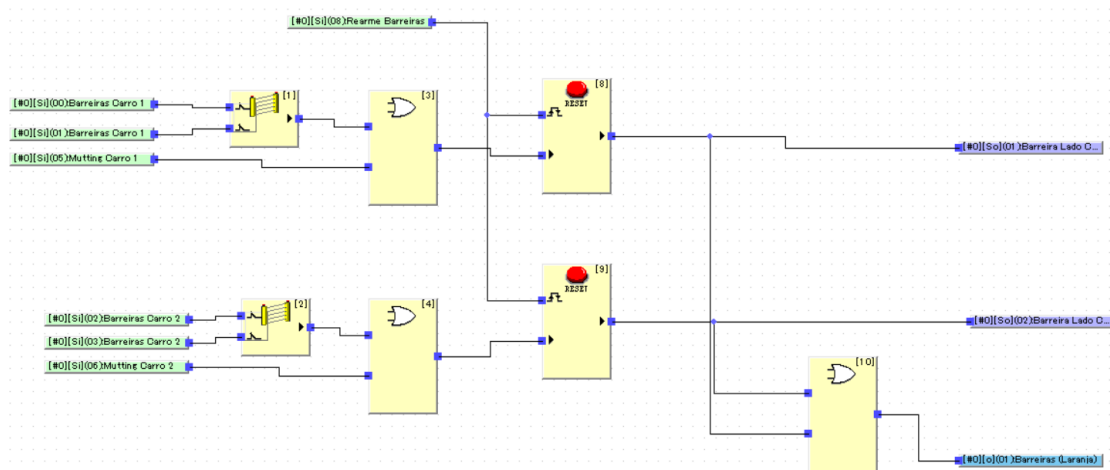 [#0][Si](08):Rearme Barreiras
[8]
RESET
[#0][Si](00):Barreiras Carro 1
[1]
[3]
[#0][Si](01):Barreiras Carro 1
[#0][Si](05):Mutting Carro 1
[#0][So](01):Barreira Lado C...
[9]
RESET
[#0][Si](02):Barreiras Carro 2
[2]
[4]
[#0][Si](03):Barreiras Carro 2
[#0][Si](06):Mutting Carro 2
[#0][So](02):Barreira Lado C...
[10]
[#0][o](01):Barreiras (Laranja)